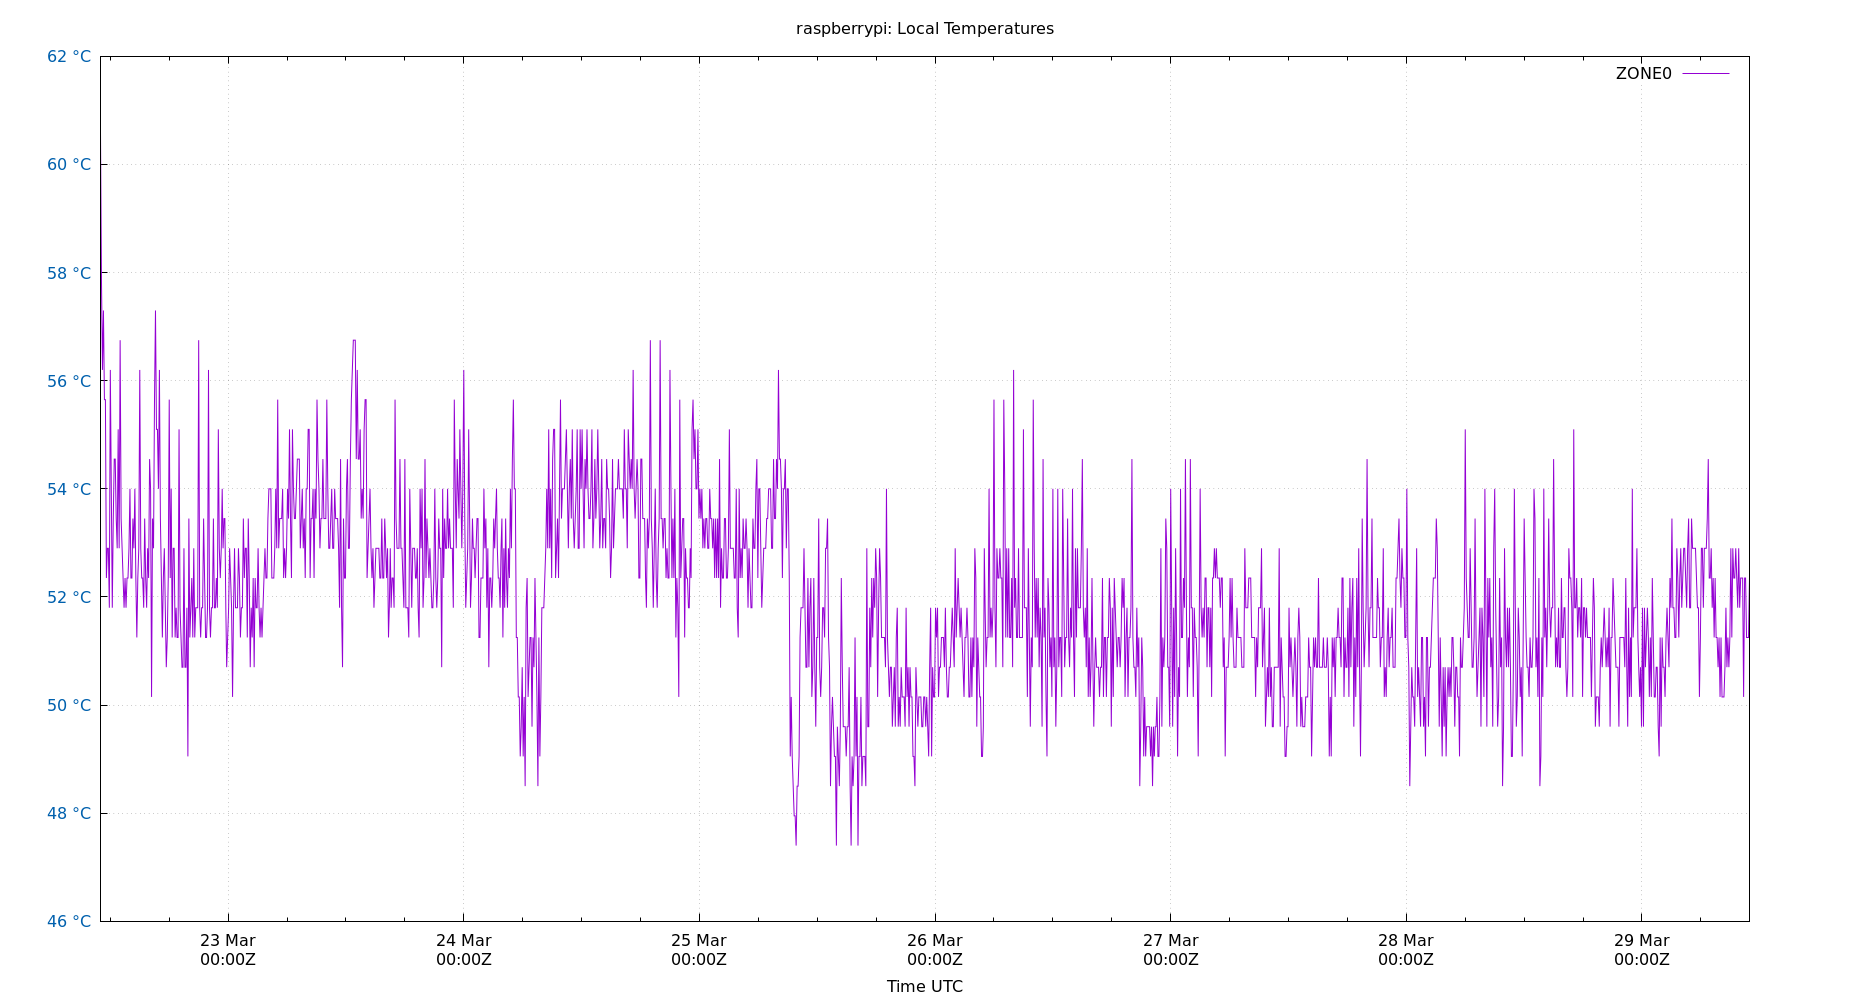 raspberrypi: Local Temperatures
62 °C
ZONE0
60 °C
58 °C
56 °C
54 °C
52 °C
50 °C
48 °C
46 °C
23 Mar 24 Mar 25 Mar 26 Mar 27 Mar 28 Mar 29 Mar
00:00Z 00:00Z 00:00Z 00:00Z 00:00Z 00:00Z 00:00Z
Time UTC